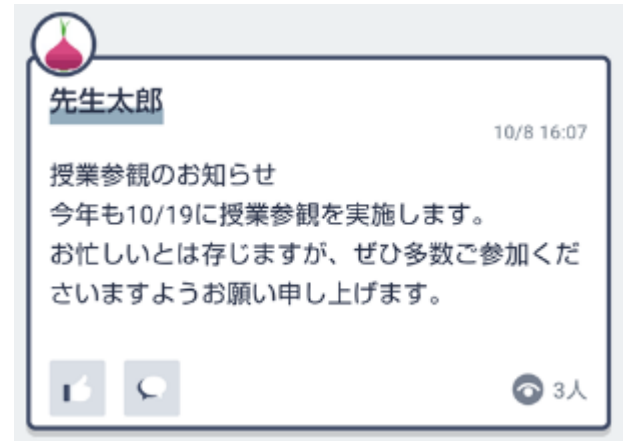 先生太郎
10/8 16:07
授業参観のお知らせ
今年も10/19に授業参観を実施します。
お忙しいとは存じますが、ぜひ多数ご参加くだ
さいますようお願い申し上げます。
3人